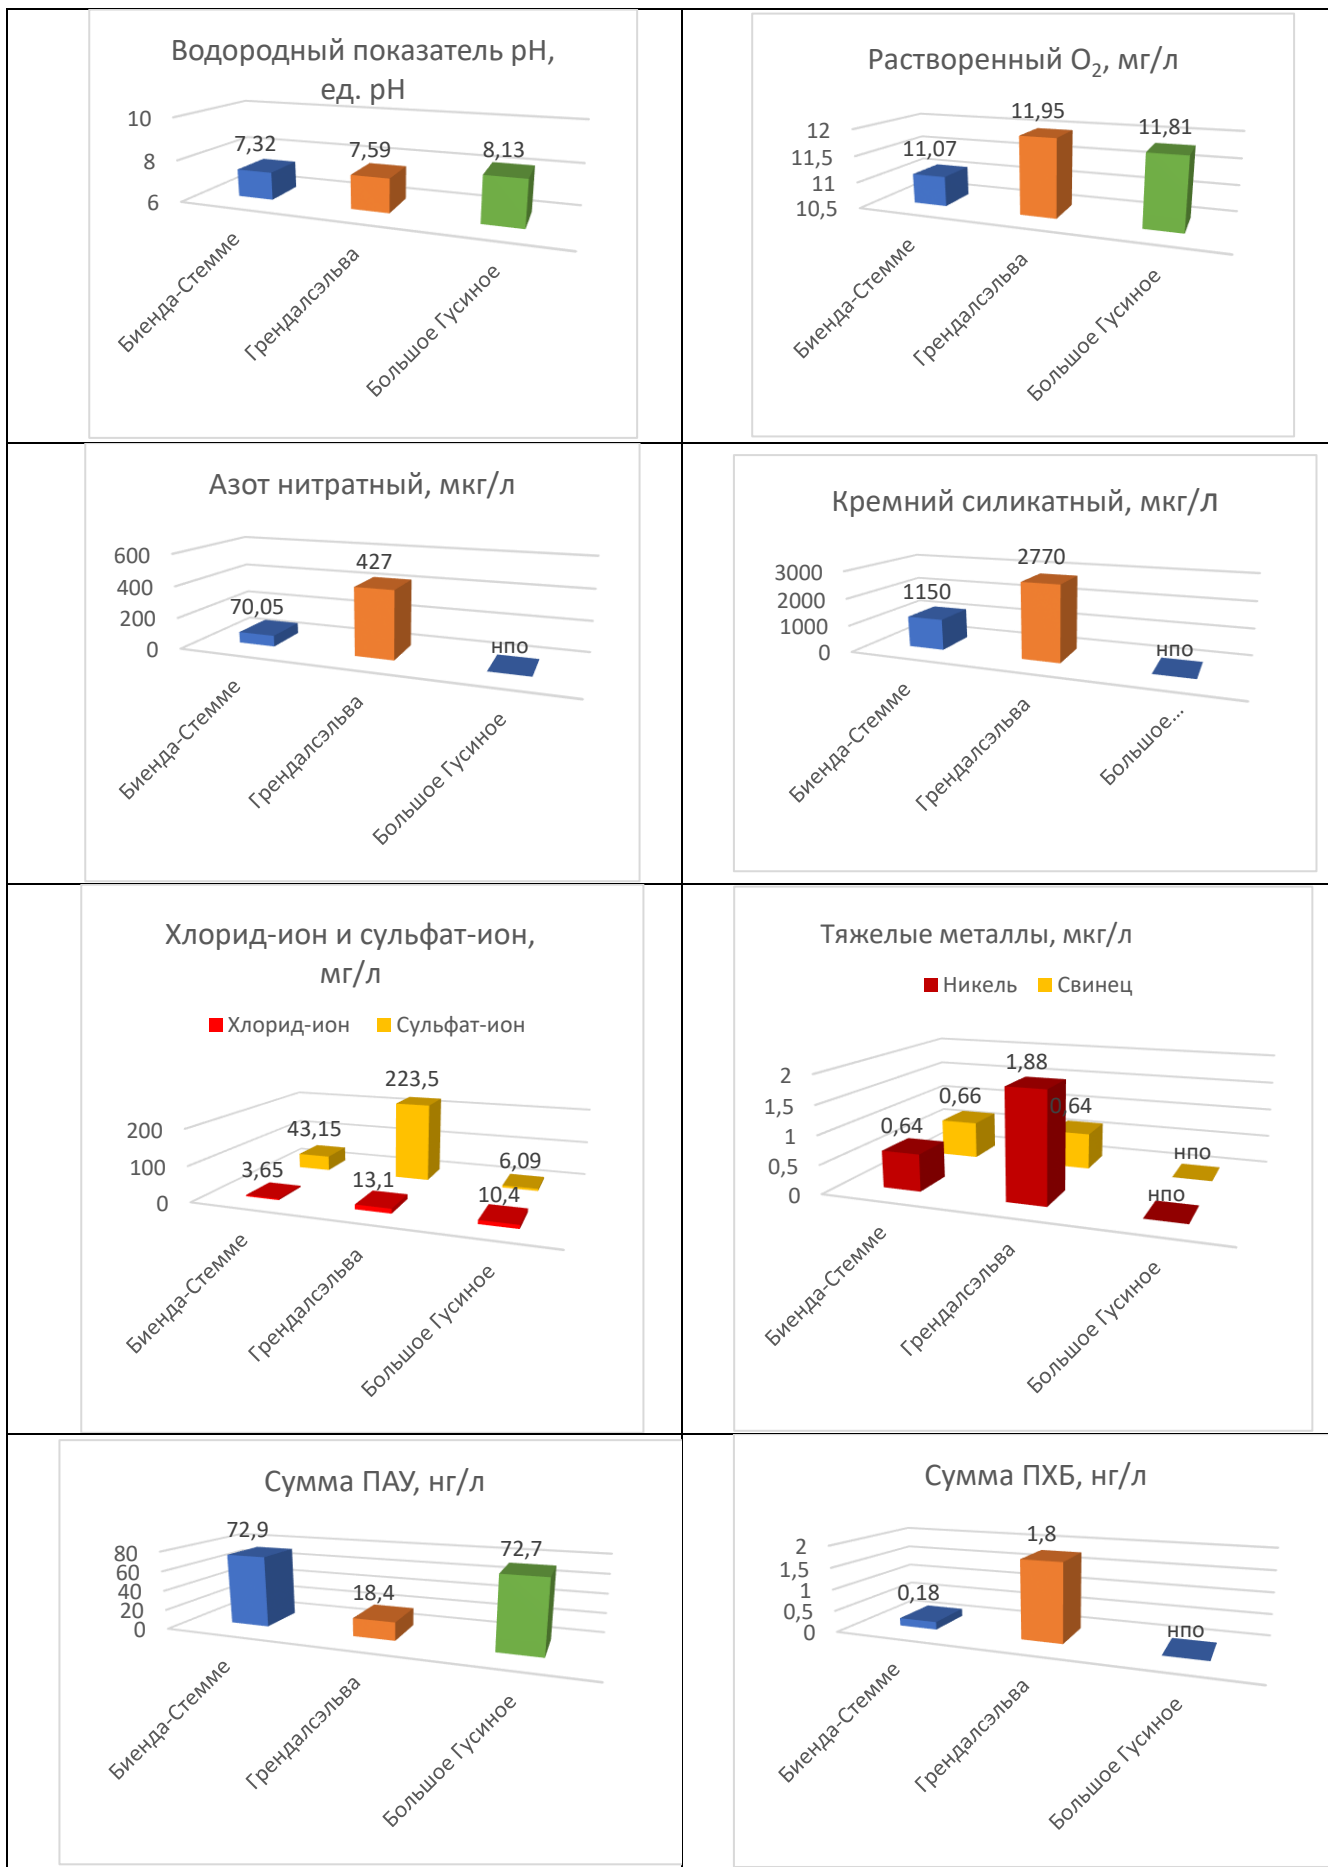 Водородный показатель рН,
ед. рН
10
8
6
7,32
7,59
8,13
Биенда-Стемме
Грендалсэльва
Большое Гусиное
Растворенный О2, мг/л
12
11,5
11
10,5
11,07
11,95
11,81
Биенда-Стемме
Грендалсэльва
Большое Гусиное
Азот нитратный, мкг/л
600
400
200
0
70,05
427
нпо
Биенда-Стемме
Грендалсэльва
Большое Гусиное
Кремний силикатный, мкг/л
3000
2000
1000
0
1150
2770
нпо
Биенда-Стемме
Грендалсэльва
Большое...
Хлорид-ион и сульфат-ион,
мг/л
Хлорид-ион Сульфат-ион
200
100
0
3,65
43,15
13,1
223,5
10,4
6,09
Биенда-Стемме
Грендалсэльва
Большое Гусиное
Тяжелые металлы, мкг/л
Никель Свинец
2
1,5
1
0,5
0
0,64
0,66
1,88
0,64
нпо
нпо
Биенда-Стемме
Грендалсэльва
Большое Гусиное
Сумма ПАУ, нг/л
80
60
40
20
0
72,9
18,4
72,7
Биенда-Стемме
Грендалсэльва
Большое Гусиное
Сумма ПХБ, нг/л
2
1,5
1
0,5
0
0,18
1,8
нпо
Биенда-Стемме
Грендалсэльва
Большое Гусиное